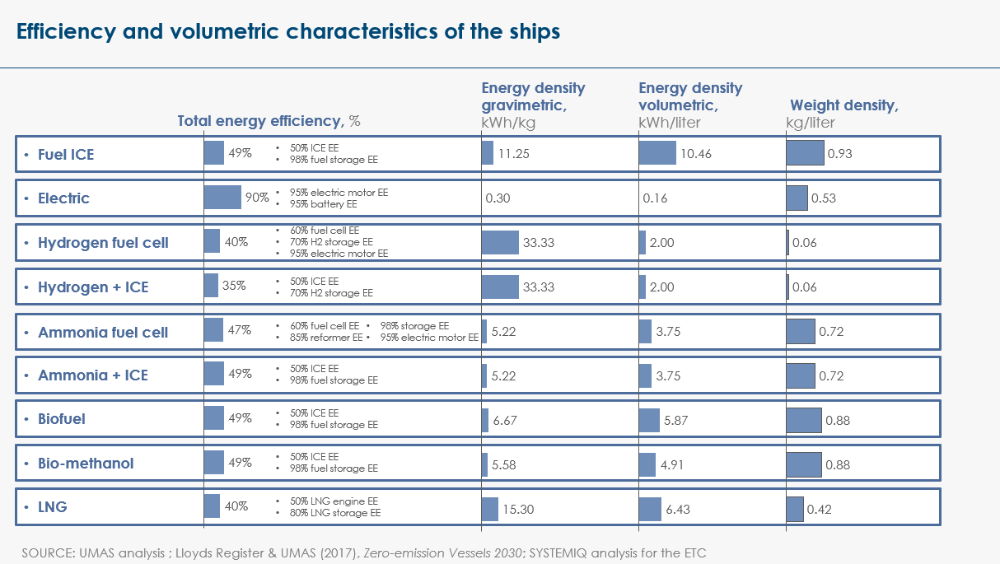 Efficiency and volumetric characteristics of the ships
Total energy efficiency, %
Energy density
gravimetric,
kWh/kg
Energy density
volumetric,
kWh/liter
Weight density,
kg/liter
• Fuel ICE
49%
• 50% ICE EE
• 98% fuel storage EE
11.25
10.46
0.93
• Electric
90%
• 95% electric motor EE
• 95% battery EE
0.30
0.16
0.53
• Hydrogen fuel cell
40%
• 60% fuel cell EE
• 70% H2 storage EE
• 95% electric motor EE
33.33
2.00
0.06
• Hydrogen + ICE
35%
• 50% ICE EE
• 70% H2 storage EE
33.33
2.00
0.06
• Ammonia fuel cell
47%
• 60% fuel cell EE • 98% storage EE
• 85% reformer EE • 95% electric motor EE
5.22
3.75
0.72
• Ammonia + ICE
49%
• 50% ICE EE
• 98% fuel storage EE
5.22
3.75
0.72
• Biofuel
49%
• 50% ICE EE
• 98% fuel storage EE
6.67
5.87
0.88
• Bio-methanol
49%
• 50% ICE EE
• 98% fuel storage EE
5.58
4.91
0.88
• LNG
40%
• 50% LNG engine EE
• 80% LNG storage EE
15.30
6.43
0.42
SOURCE: UMAS analysis ; Lloyds Register & UMAS (2017), Zero-emission Vessels 2030; SYSTEMIQ analysis for the ETC